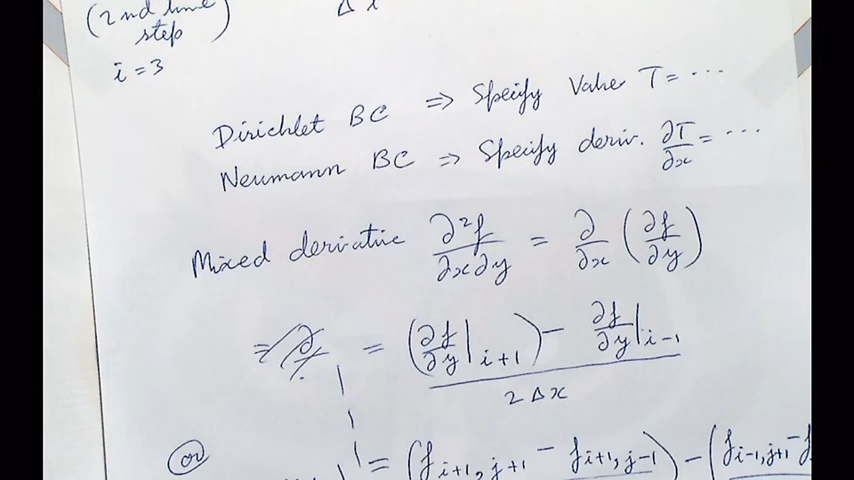 (2nd time
step)
i = 3
Δ
Dirichlet BC ⇒ Specify Value T = ...
Neumann BC ⇒ Specify deriv. ∂T/∂x = ...
Mixed derivative ∂²f/∂x∂y = ∂/∂x (∂f/∂y)
= = (∂f/∂y|i+1) - ∂f/∂y|i-1 / 2Δx
(or)
= (fi+1, j+1 - fi+1, j-1) - (fi-1, j+1 - f